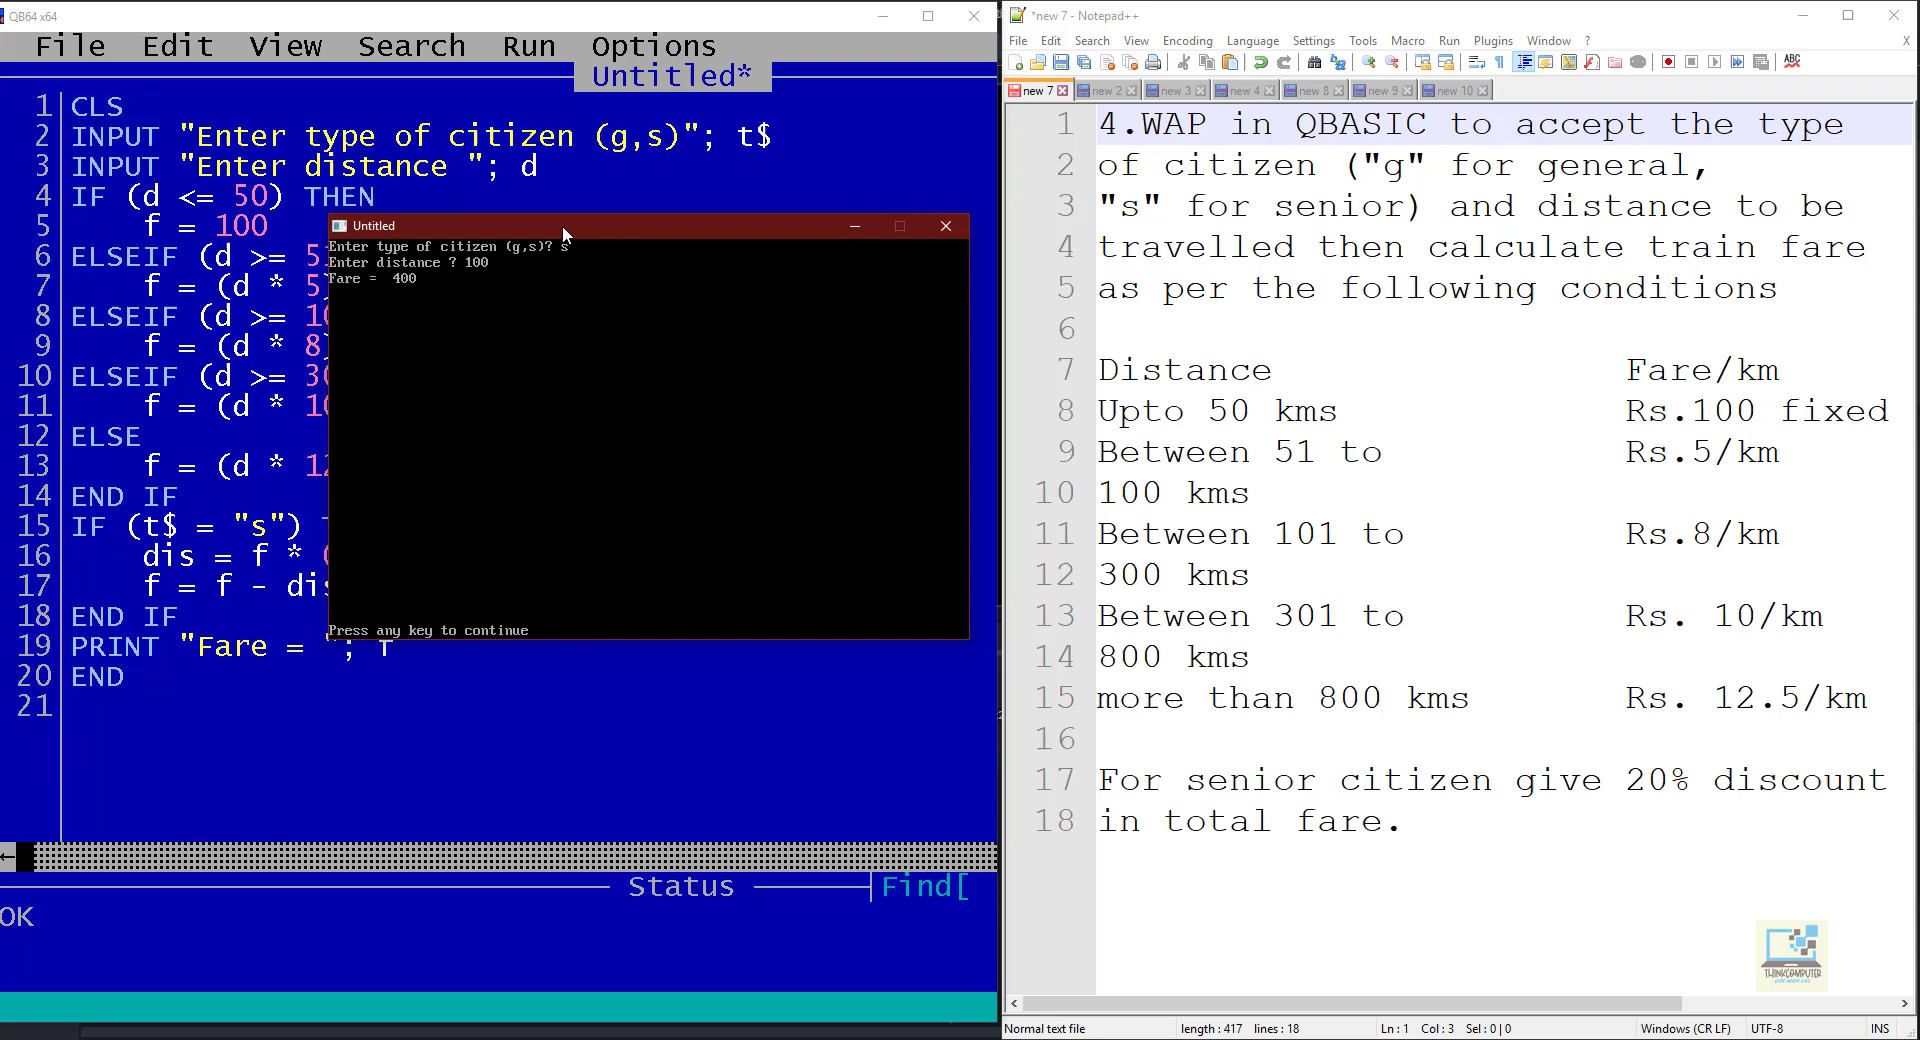 QB64 x64
File Edit View Search Run Options
Untitled*
1 CLS
2 INPUT "Enter type of citizen (g,s)"; t$
3 INPUT "Enter distance "; d
4 IF (d <= 50) THEN
5 f = 100
6 ELSEIF (d >= 5
7 f = (d * 5)
8 ELSEIF (d >= 10
9 f = (d * 8)
10 ELSEIF (d >= 30
11 f = (d * 10
12 ELSE
13 f = (d * 12
14 END IF
15 IF (t$ = "s")
16 dis = f *
17 f = f - dis
18 END IF
19 PRINT "Fare = "; f
20 END
21
Status
Find[
OK
Untitled
Enter type of citizen (g,s)? s
Enter distance ? 100
Fare = 400
Press any key to continue
*new 7 - Notepad++
File Edit Search View Encoding Language Settings Tools Macro Run Plugins Window ? X
ABC
new 7 new 2 new 3 new 4 new 8 new 9 new 10
1 4.WAP in QBASIC to accept the type
2 of citizen ("g" for general,
3 "s" for senior) and distance to be
4 travelled then calculate train fare
5 as per the following conditions
6
7 Distance Fare/km
8 Upto 50 kms Rs.100 fixed
9 Between 51 to Rs.5/km
10 100 kms
11 Between 101 to Rs.8/km
12 300 kms
13 Between 301 to Rs. 10/km
14 800 kms
15 more than 800 kms Rs. 12.5/km
16
17 For senior citizen give 20% discount
18 in total fare.
THINKCOMPUTER
Normal text file length : 417 lines : 18 Ln : 1 Col : 3 Sel : 0 | 0 Windows (CR LF) UTF-8 INS